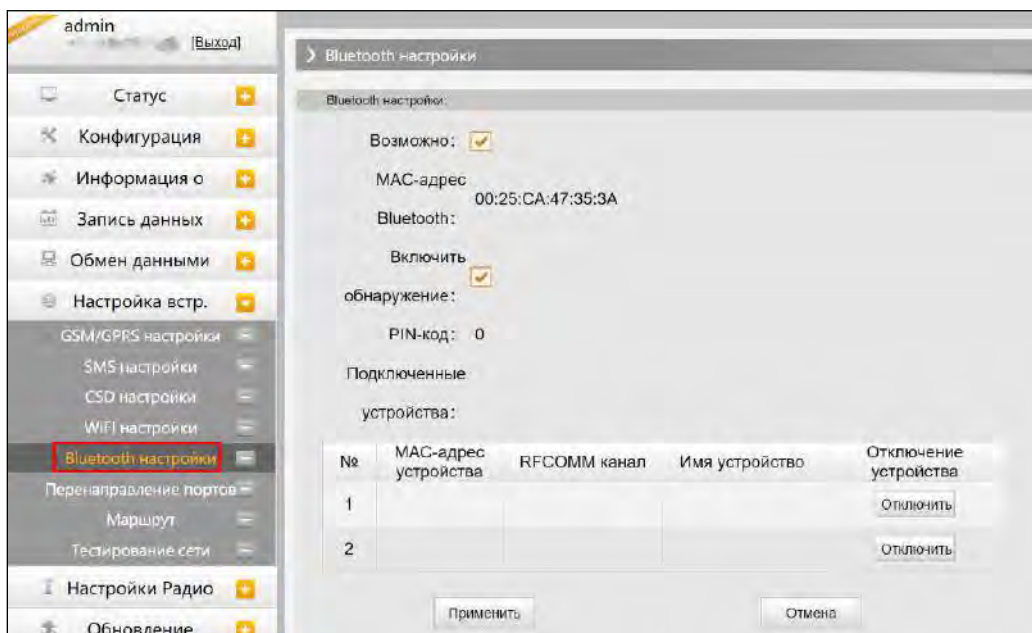 admin
[Выход]
Статус
Конфигурация
Информация о
Запись данных
Обмен данными
Настройка встр.
GSM/GPRS настройки
SMS настройки
CSD настройки
WIFI настройки
Bluetooth настройки
Перенаправление портов
Маршрут
Тестирование сети
Настройки Радио
Обновление
Bluetooth настройки
Bluetooth настройки:
Возможно:
MAC-адрес
Bluetooth:
00:25:CA:47:35:3A
Включить
обнаружение:
PIN-код: 0
Подключенные
устройства:
№ MAC-адрес устройства RFCOMM канал Имя устройство Отключение устройства
1 Отключить
2 Отключить
Применить Отмена